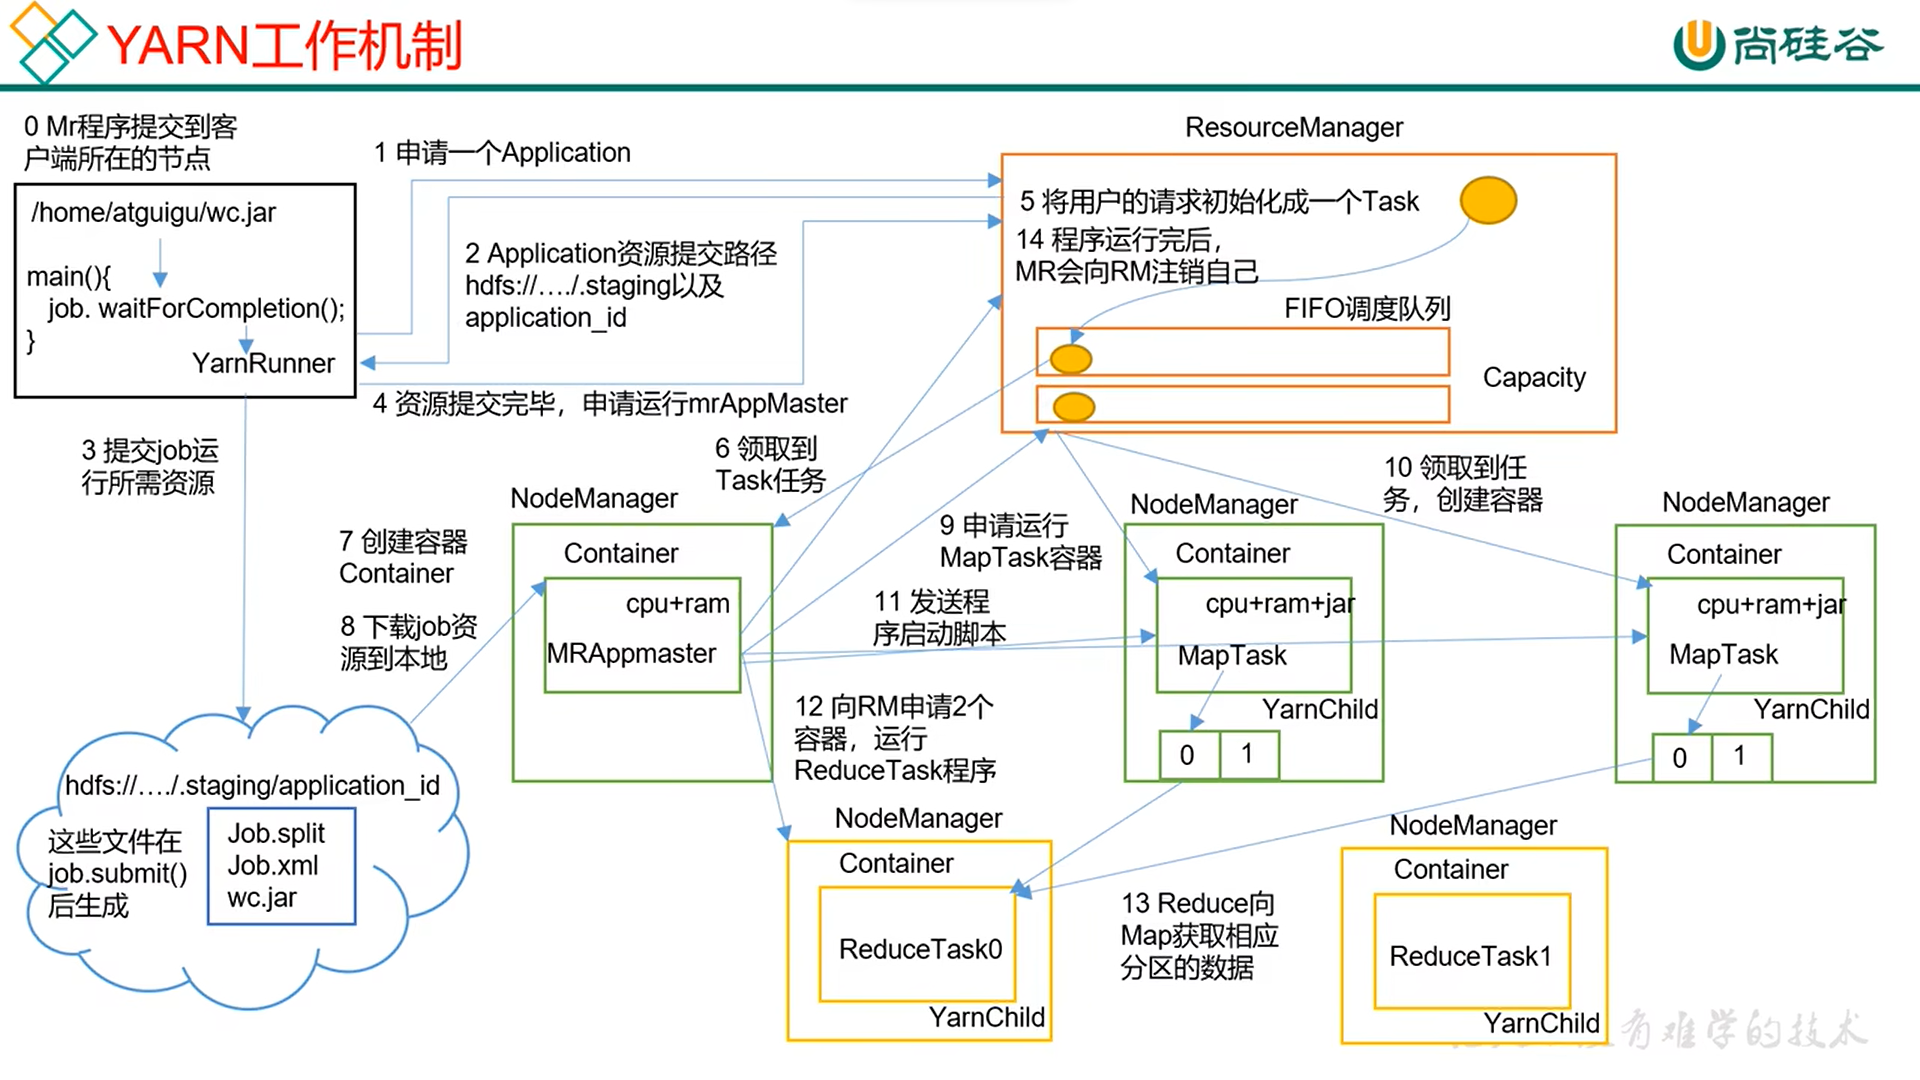 YARN工作机制
尚硅谷
0 Mr程序提交到客
户端所在的节点
/home/atguigu/wc.jar
main(){
job. waitForCompletion();
}
YarnRunner
1 申请一个Application
2 Application资源提交路径
hdfs://…./.staging以及
application_id
3 提交job运
行所需资源
4 资源提交完毕，申请运行mrAppMaster
ResourceManager
5 将用户的请求初始化成一个Task
14 程序运行完后，
MR会向RM注销自己
FIFO调度队列
Capacity
6 领取到
Task任务
NodeManager
7 创建容器
Container
8 下载job资
源到本地
Container
cpu+ram
MRAppmaster
9 申请运行
MapTask容器
10 领取到任
务，创建容器
11 发送程
序启动脚本
NodeManager
Container
cpu+ram+jar
MapTask
YarnChild
0
1
NodeManager
Container
cpu+ram+jar
MapTask
YarnChild
0
1
12 向RM申请2个
容器，运行
ReduceTask程序
hdfs://…./.staging/application_id
这些文件在
job.submit()
后生成
Job.split
Job.xml
wc.jar
NodeManager
Container
ReduceTask0
YarnChild
13 Reduce向
Map获取相应
分区的数据
NodeManager
Container
ReduceTask1
YarnChild
有难学的技术